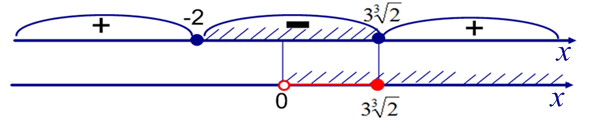 + -2 − 3∛2 + x
0 3∛2 x